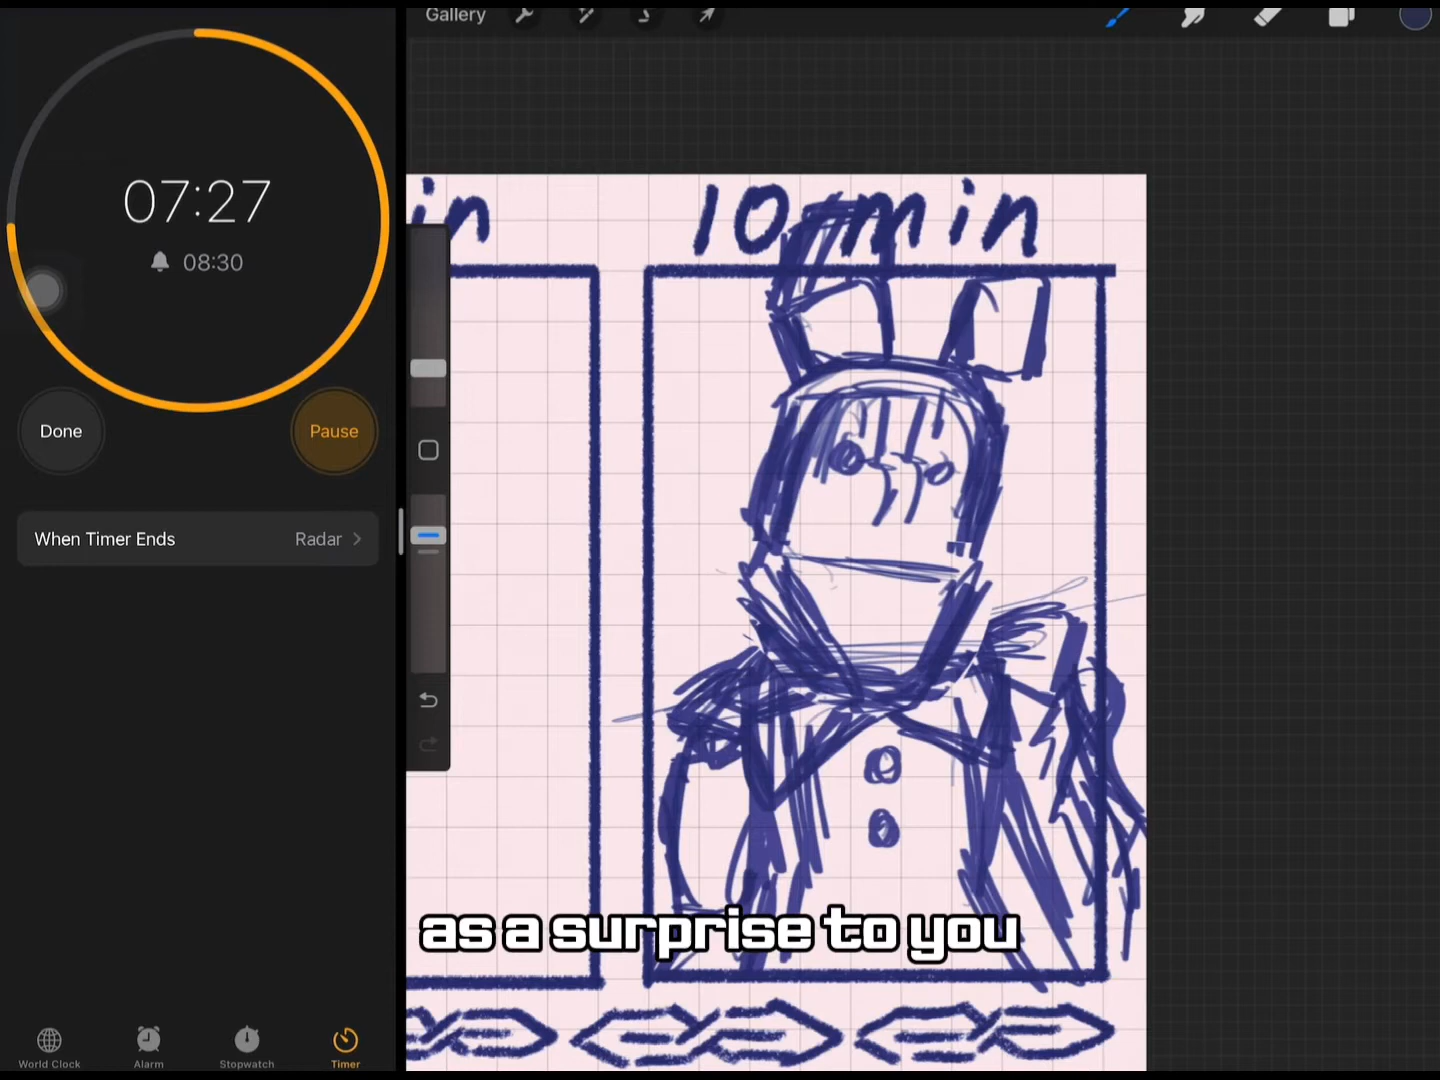 Gallery
07:27
08:30
Done
Pause
When Timer Ends
Radar
World Clock
Alarm
Stopwatch
Timer
in
10 min
as a surprise to you